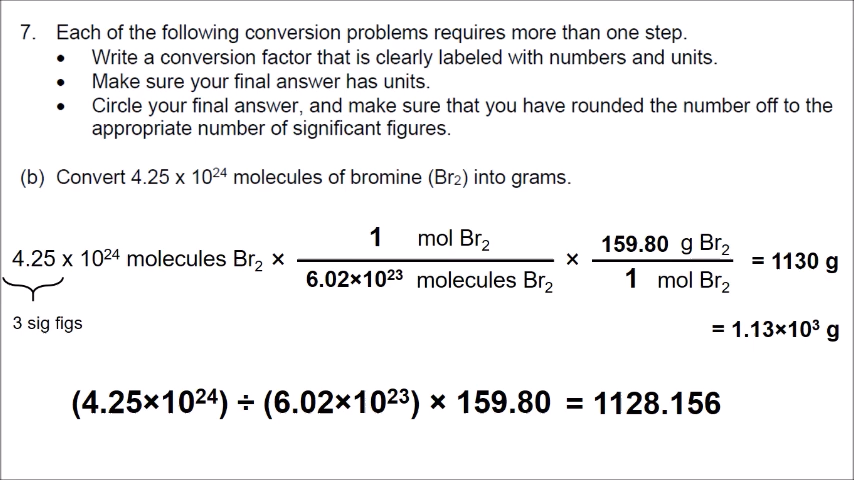 7. Each of the following conversion problems requires more than one step.
• Write a conversion factor that is clearly labeled with numbers and units.
• Make sure your final answer has units.
• Circle your final answer, and make sure that you have rounded the number off to the
appropriate number of significant figures.
(b) Convert 4.25 x 10²⁴ molecules of bromine (Br₂) into grams.
1 mol Br₂
159.80 g Br₂
4.25 x 10²⁴ molecules Br₂ × × = 1130 g
6.02×10²³ molecules Br₂
1 mol Br₂
3 sig figs
= 1.13×10³ g
(4.25×10²⁴) ÷ (6.02×10²³) × 159.80 = 1128.156